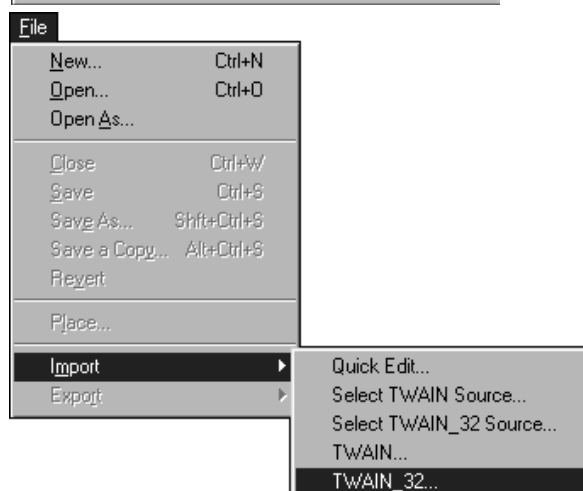 File
New... Ctrl+N
Open... Ctrl+O
Open As...
Close Ctrl+W
Save Ctrl+S
Save As... Shft+Ctrl+S
Save a Copy... Alt+Ctrl+S
Revert
Place...
Import
Export
Quick Edit...
Select TWAIN Source...
Select TWAIN_32 Source...
TWAIN...
TWAIN_32...